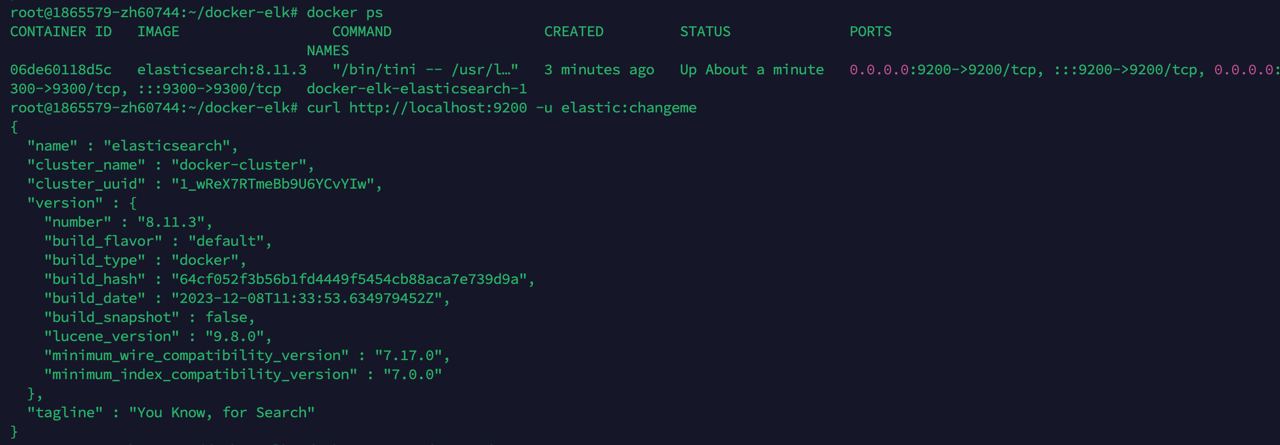 root@1865579-zh60744:~/docker-elk# docker ps
CONTAINER ID   IMAGE                  COMMAND                  CREATED         STATUS              PORTS
                                   NAMES
06de60118d5c   elasticsearch:8.11.3   "/bin/tini -- /usr/l…"   3 minutes ago   Up About a minute   0.0.0.0:9200->9200/tcp, :::9200->9200/tcp, 0.0.0.0:
300->9300/tcp, :::9300->9300/tcp   docker-elk-elasticsearch-1
root@1865579-zh60744:~/docker-elk# curl http://localhost:9200 -u elastic:changeme
{
  "name" : "elasticsearch",
  "cluster_name" : "docker-cluster",
  "cluster_uuid" : "1_wReX7RTmeBb9U6YCvYIw",
  "version" : {
    "number" : "8.11.3",
    "build_flavor" : "default",
    "build_type" : "docker",
    "build_hash" : "64cf052f3b56b1fd4449f5454cb88aca7e739d9a",
    "build_date" : "2023-12-08T11:33:53.634979452Z",
    "build_snapshot" : false,
    "lucene_version" : "9.8.0",
    "minimum_wire_compatibility_version" : "7.17.0",
    "minimum_index_compatibility_version" : "7.0.0"
  },
  "tagline" : "You Know, for Search"
}